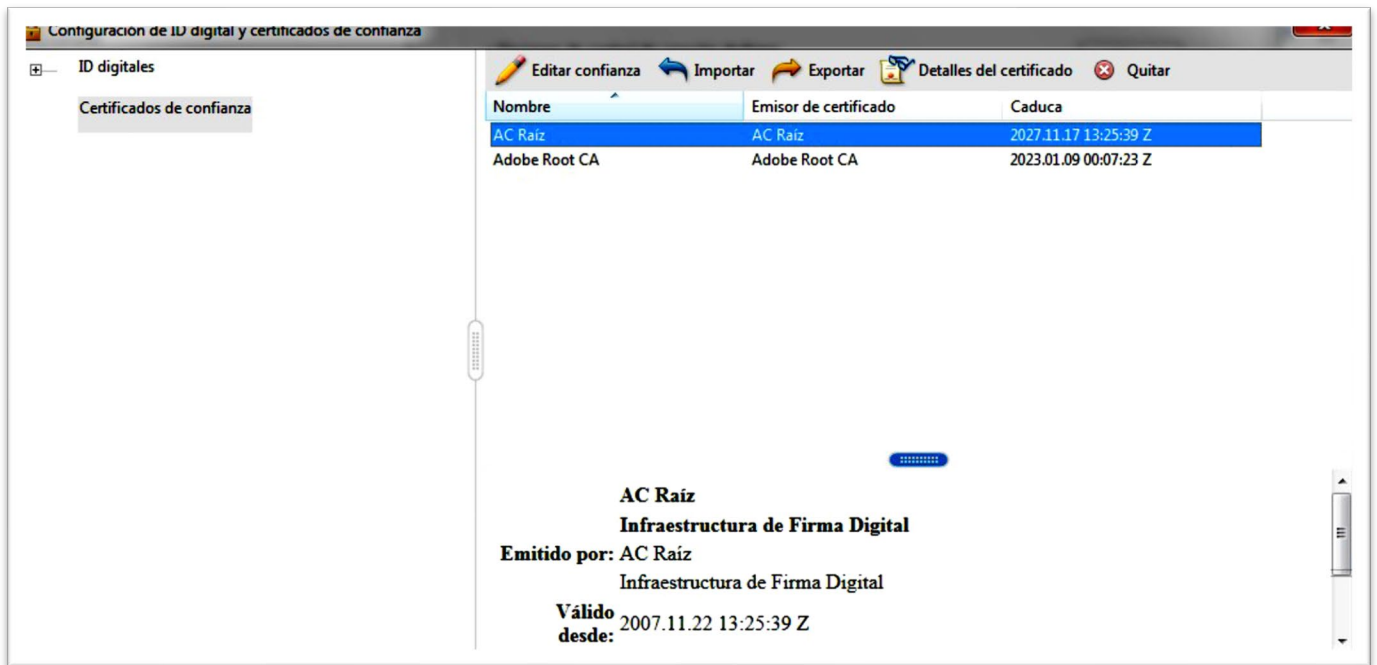 Configuración de ID digital y certificados de confianza
ID digitales
Certificados de confianza
Editar confianza Importar Exportar Detalles del certificado Quitar
Nombre Emisor de certificado Caduca
AC Raíz AC Raíz 2027.11.17 13:25:39 Z
Adobe Root CA Adobe Root CA 2023.01.09 00:07:23 Z
AC Raíz
Infraestructura de Firma Digital
Emitido por: AC Raíz
Infraestructura de Firma Digital
Válido desde: 2007.11.22 13:25:39 Z